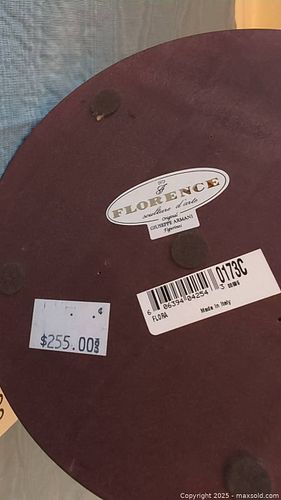 FLORENCE
sculture d'arte
Original
GIUSEPPE ARMANI
Figurines
0173C
6 06394 04254 3
FLORA
Made in Italy
$255.00
Copyright © 2025 - maxsold.com